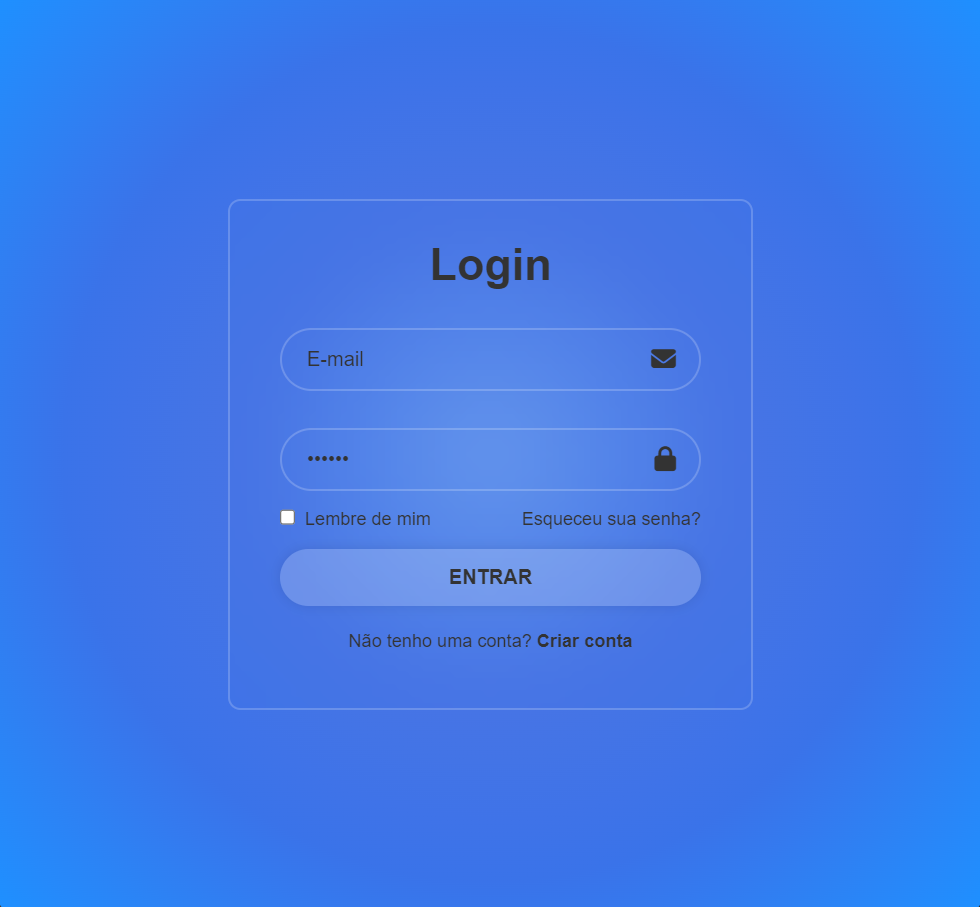 Login
E-mail
••••••
Lembre de mim
Esqueceu sua senha?
ENTRAR
Não tenho uma conta? Criar conta